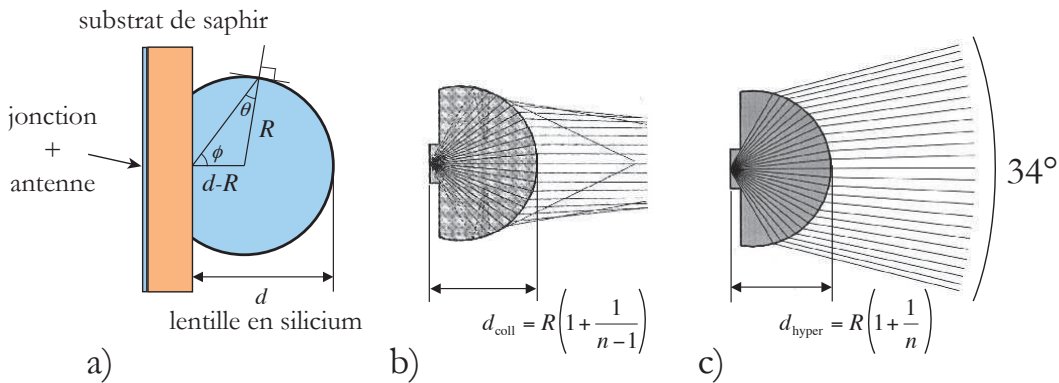 substrat de saphir
jonction
+
antenne
θ
R
ϕ
d-R
d
lentille en silicium
a)
d_coll = R(1 + 1/(n−1))
b)
34°
d_hyper = R(1 + 1/n)
c)